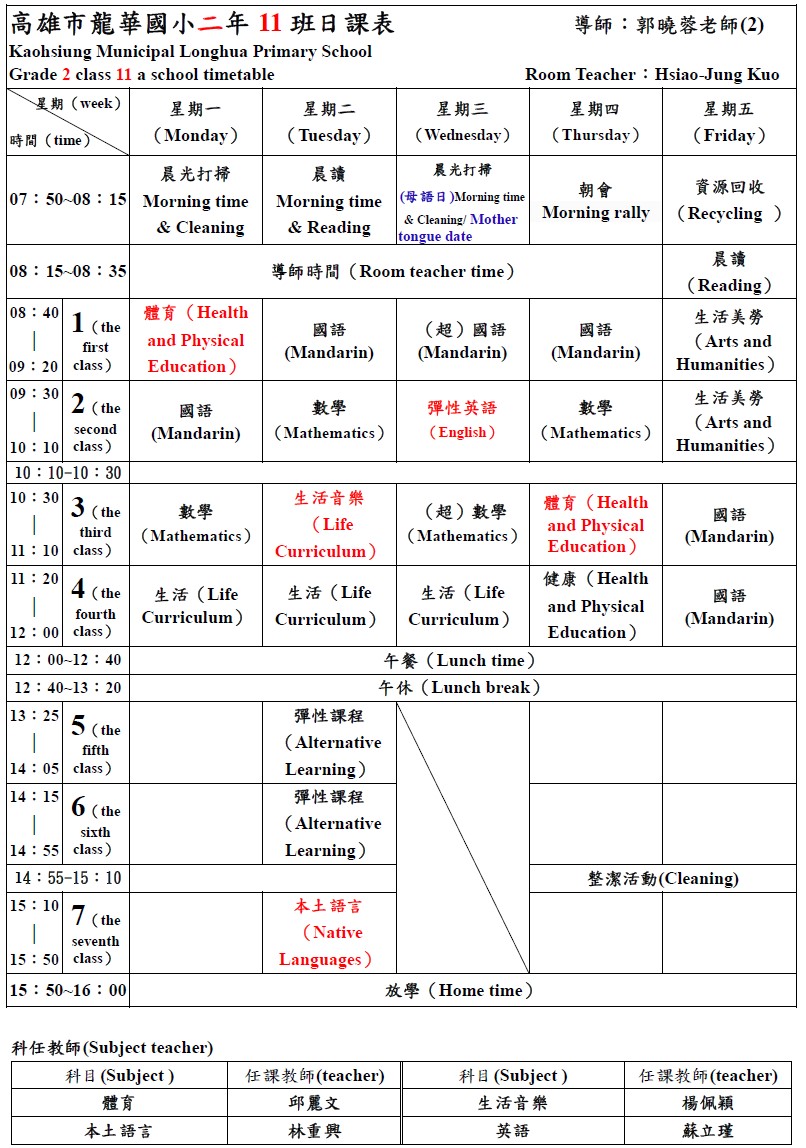 高雄市龍華國小二年 11 班日課表 導師：郭曉蓉老師(2)
Kaohsiung Municipal Longhua Primary School
Grade 2 class 11 a school timetable Room Teacher：Hsiao-Jung Kuo
星期（week）
時間（time）
星期一
（Monday）
星期二
（Tuesday）
星期三
（Wednesday）
星期四
（Thursday）
星期五
（Friday）
07：50~08：15
晨光打掃
Morning time
& Cleaning
晨讀
Morning time
& Reading
晨光打掃
(母語日)Morning time
& Cleaning/ Mother
tongue date
朝會
Morning rally
資源回收
（Recycling ）
08：15~08：35
導師時間（Room teacher time）
晨讀
（Reading）
08：40
｜
09：20
1（the
first
class）
體育（Health
and Physical
Education）
國語
(Mandarin)
（超）國語
(Mandarin)
國語
(Mandarin)
生活美勞
（Arts and
Humanities）
09：30
｜
10：10
2（the
second
class）
國語
(Mandarin)
數學
（Mathematics）
彈性英語
（English）
數學
（Mathematics）
生活美勞
（Arts and
Humanities）
10：10-10：30
10：30
｜
11：10
3（the
third
class）
數學
（Mathematics）
生活音樂
（Life
Curriculum）
（超）數學
（Mathematics）
體育（Health
and Physical
Education）
國語
(Mandarin)
11：20
｜
12：00
4（the
fourth
class）
生活（Life
Curriculum）
生活（Life
Curriculum）
生活（Life
Curriculum）
健康（Health
and Physical
Education）
國語
(Mandarin)
12：00~12：40
午餐（Lunch time）
12：40~13：20
午休（Lunch break）
13：25
｜
14：05
5（the
fifth
class）
彈性課程
（Alternative
Learning）
14：15
｜
14：55
6（the
sixth
class）
彈性課程
（Alternative
Learning）
14：55-15：10
整潔活動(Cleaning)
15：10
｜
15：50
7（the
seventh
class）
本土語言
（Native
Languages）
15：50~16：00
放學（Home time）
科任教師(Subject teacher)
科目(Subject ) 任課教師(teacher) 科目(Subject ) 任課教師(teacher)
體育 邱麗文 生活音樂 楊佩穎
本土語言 林重興 英語 蘇立瑾